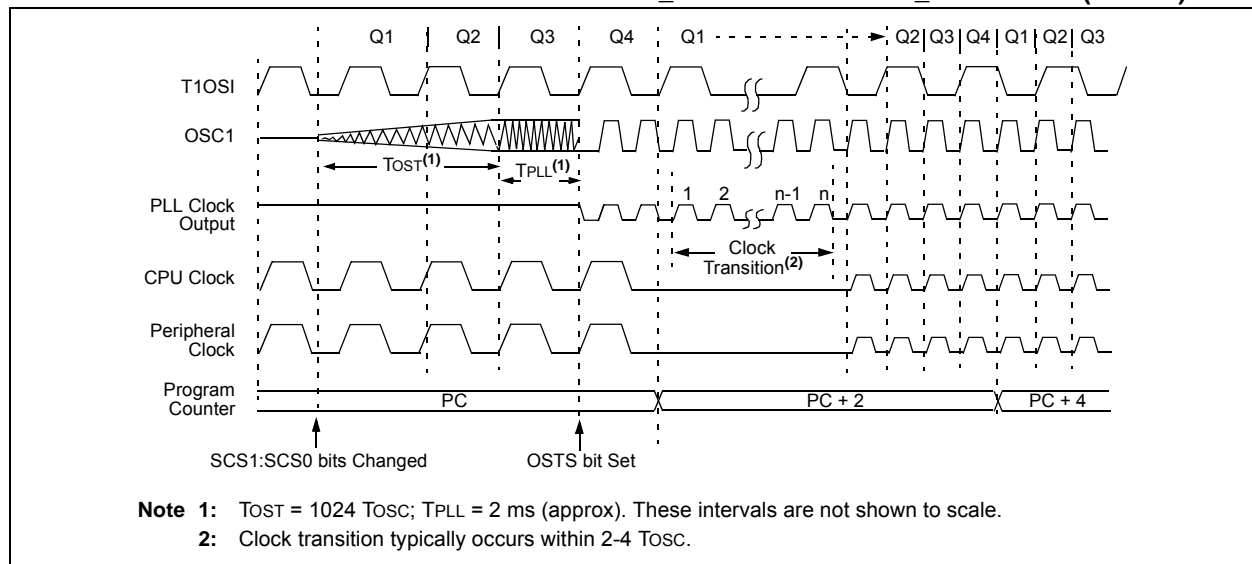 Q1 Q2 Q3 Q4 Q1 Q2 Q3 Q4 Q1 Q2 Q3
T1OSI
OSC1
TOST(1) TPLL(1)
1 2 n-1 n
PLL Clock
Output
Clock
Transition(2)
CPU Clock
Peripheral
Clock
Program
Counter
PC PC + 2 PC + 4
SCS1:SCS0 bits Changed OSTS bit Set
Note 1: TOST = 1024 TOSC; TPLL = 2 ms (approx). These intervals are not shown to scale.
2: Clock transition typically occurs within 2-4 TOSC.